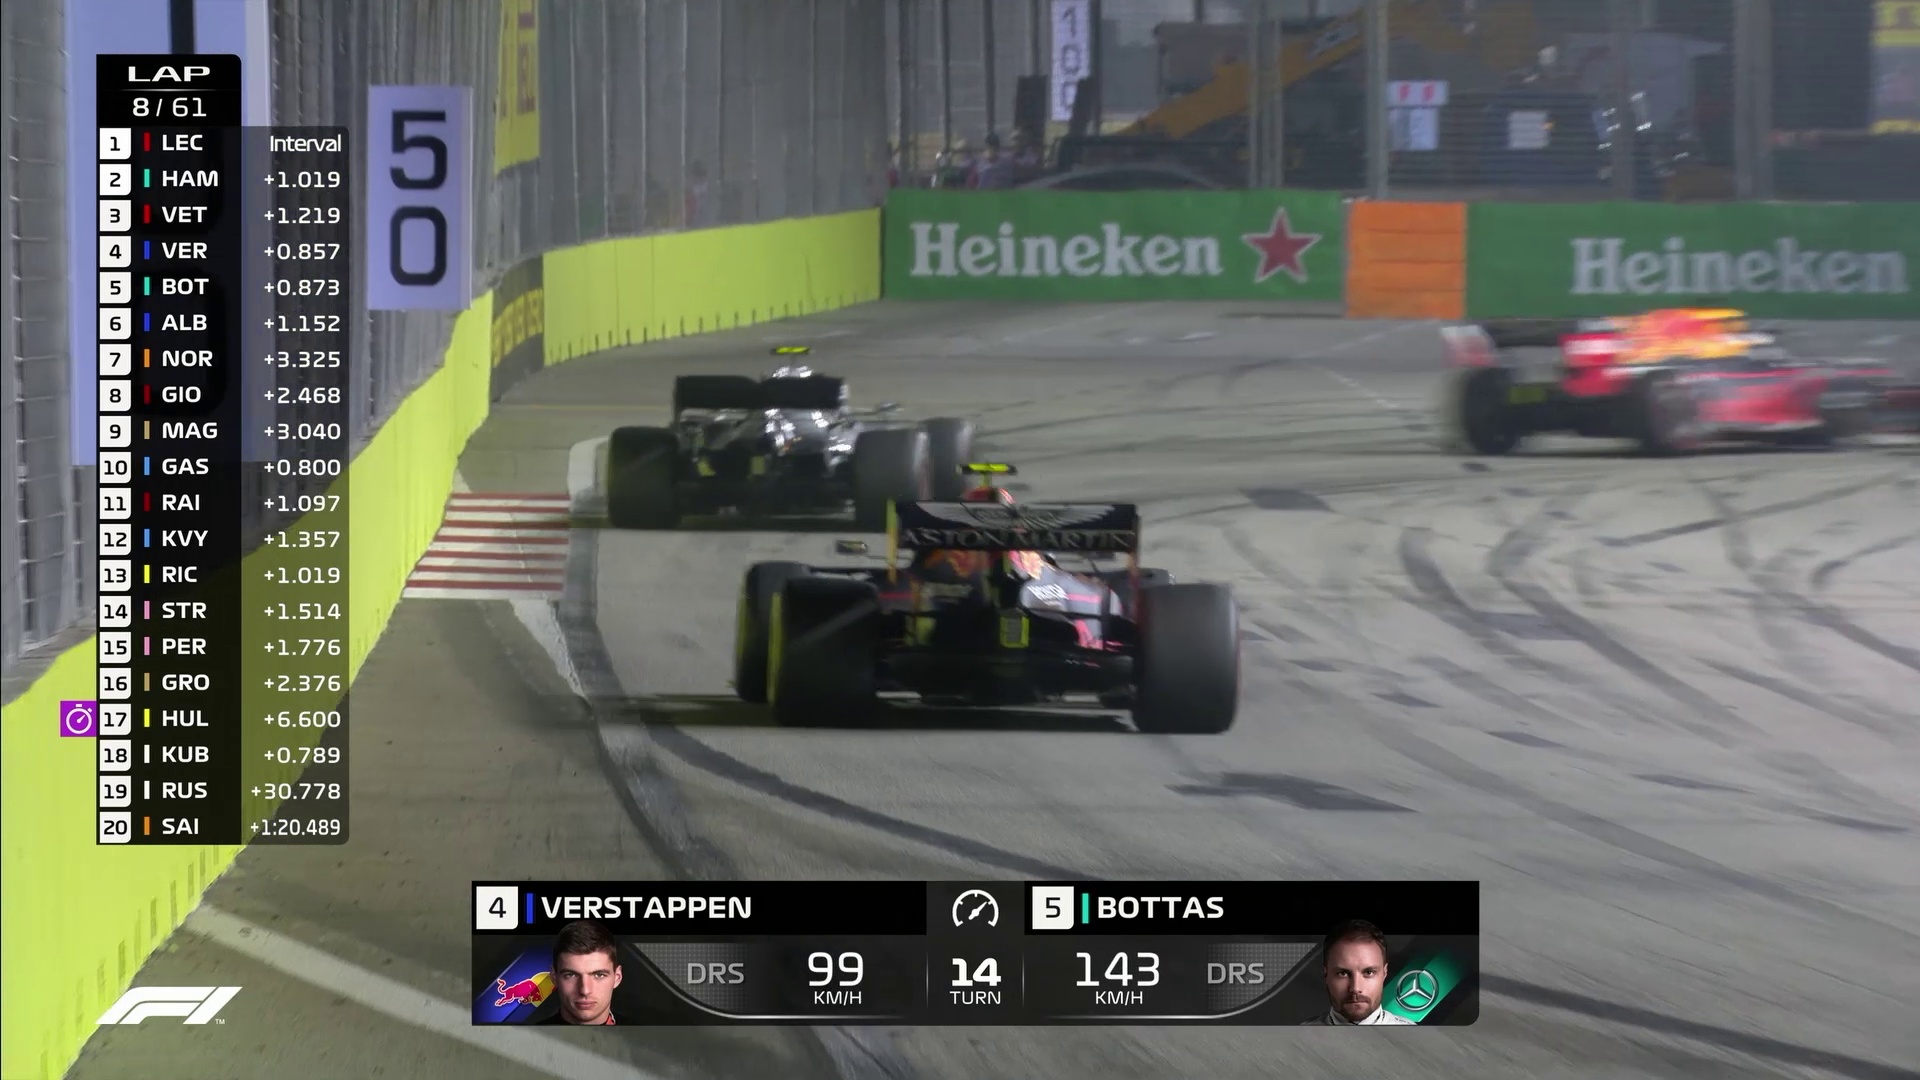 LAP
8 / 61
1 LEC Interval
2 HAM +1.019
3 VET +1.219
4 VER +0.857
5 BOT +0.873
6 ALB +1.152
7 NOR +3.325
8 GIO +2.468
9 MAG +3.040
10 GAS +0.800
11 RAI +1.097
12 KVY +1.357
13 RIC +1.019
14 STR +1.514
15 PER +1.776
16 GRO +2.376
17 HUL +6.600
18 KUB +0.789
19 RUS +30.778
20 SAI +1:20.489
50
100
Heineken
Heineken
ASTON MARTIN
4 VERSTAPPEN
5 BOTTAS
DRS 99 KM/H
14 TURN
143 KM/H DRS
F1
TM